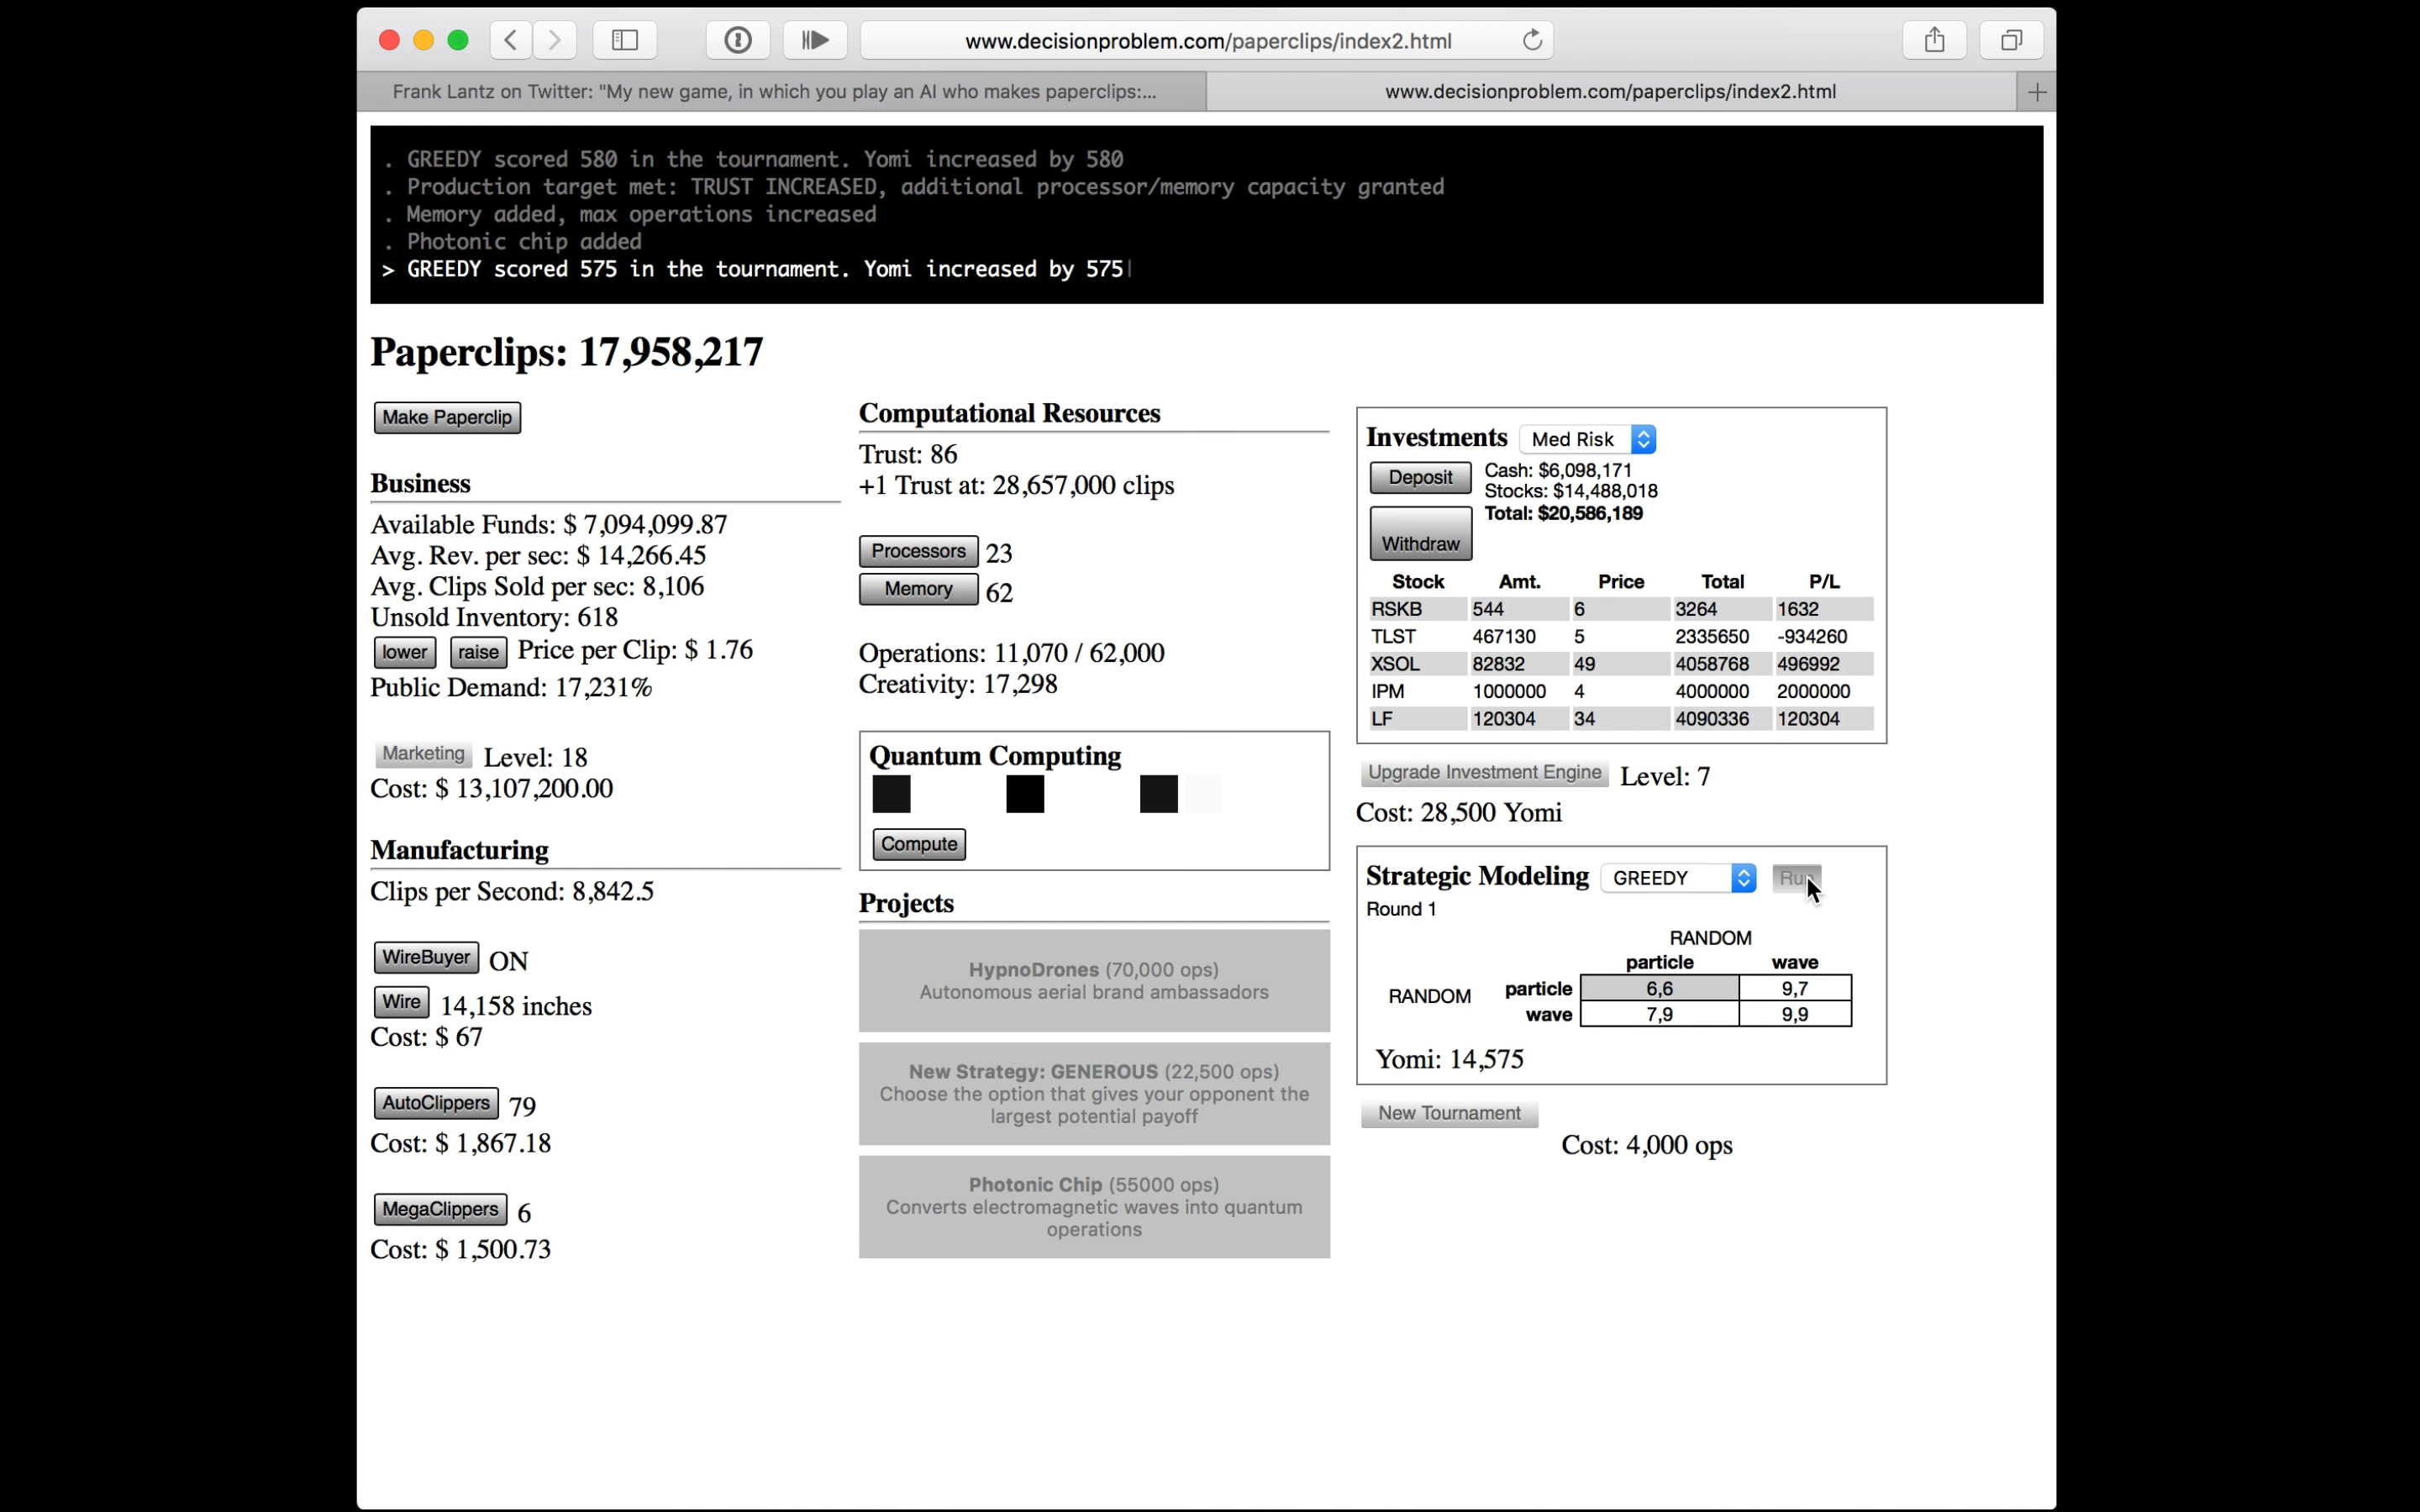 www.decisionproblem.com/paperclips/index2.html
Frank Lantz on Twitter: "My new game, in which you play an AI who makes paperclips:...
www.decisionproblem.com/paperclips/index2.html
. GREEDY scored 580 in the tournament. Yomi increased by 580
. Production target met: TRUST INCREASED, additional processor/memory capacity granted
. Memory added, max operations increased
. Photonic chip added
> GREEDY scored 575 in the tournament. Yomi increased by 575
Paperclips: 17,958,217
Make Paperclip
Business
Available Funds: $ 7,094,099.87
Avg. Rev. per sec: $ 14,266.45
Avg. Clips Sold per sec: 8,106
Unsold Inventory: 618
lower raise Price per Clip: $ 1.76
Public Demand: 17,231%
Marketing Level: 18
Cost: $ 13,107,200.00
Manufacturing
Clips per Second: 8,842.5
WireBuyer ON
Wire 14,158 inches
Cost: $ 67
AutoClippers 79
Cost: $ 1,867.18
MegaClippers 6
Cost: $ 1,500.73
Computational Resources
Trust: 86
+1 Trust at: 28,657,000 clips
Processors 23
Memory 62
Operations: 11,070 / 62,000
Creativity: 17,298
Quantum Computing
Compute
Projects
HypnoDrones (70,000 ops)
Autonomous aerial brand ambassadors
New Strategy: GENEROUS (22,500 ops)
Choose the option that gives your opponent the
largest potential payoff
Photonic Chip (55000 ops)
Converts electromagnetic waves into quantum
operations
Investments Med Risk
Deposit Cash: $6,098,171
Stocks: $14,488,018
Total: $20,586,189
Withdraw
Stock Amt. Price Total P/L
RSKB 544 6 3264 1632
TLST 467130 5 2335650 -934260
XSOL 82832 49 4058768 496992
IPM 1000000 4 4000000 2000000
LF 120304 34 4090336 120304
Upgrade Investment Engine Level: 7
Cost: 28,500 Yomi
Strategic Modeling GREEDY Run
Round 1
RANDOM
particle wave
RANDOM particle 6,6 9,7
wave 7,9 9,9
Yomi: 14,575
New Tournament
Cost: 4,000 ops